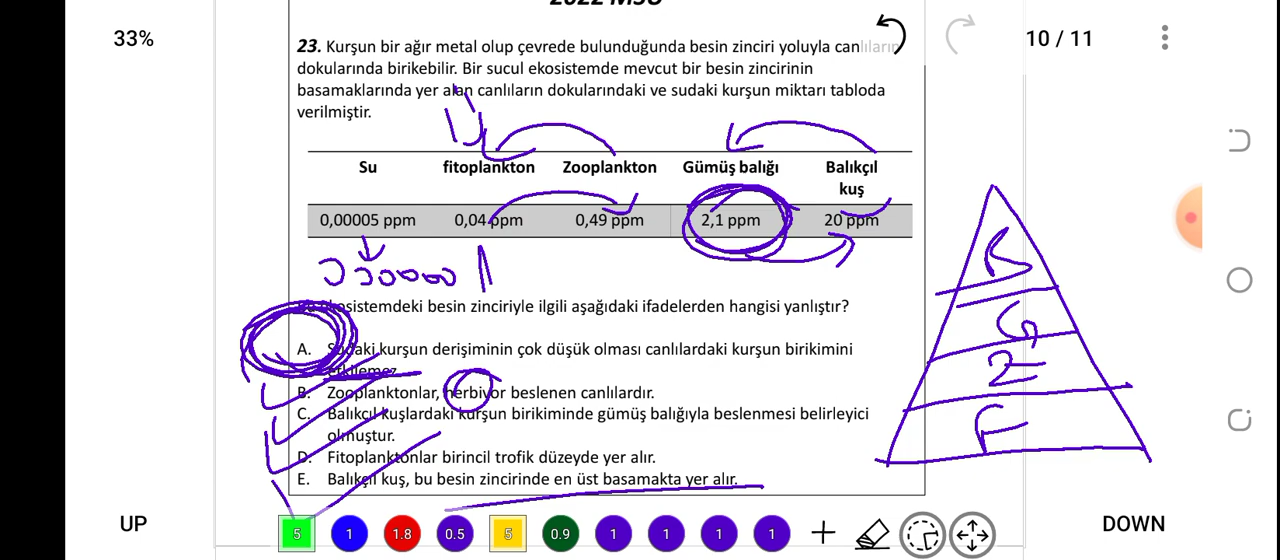 2022 MSÜ
33%
10 / 11
23. Kurşun bir ağır metal olup çevrede bulunduğunda besin zinciri yoluyla canlıların
dokularında birikebilir. Bir sucul ekosistemde mevcut bir besin zincirinin
basamaklarında yer alan canlıların dokularındaki ve sudaki kurşun miktarı tabloda
verilmiştir.
Su fitoplankton Zooplankton Gümüş balığı Balıkçıl
kuş
0,00005 ppm 0,04 ppm 0,49 ppm 2,1 ppm 20 ppm
ekosistemdeki besin zinciriyle ilgili aşağıdaki ifadelerden hangisi yanlıştır?
A. Sudaki kurşun derişiminin çok düşük olması canlılardaki kurşun birikimini
etkilemez.
B. Zooplanktonlar, herbivor beslenen canlılardır.
C. Balıkçıl kuşlardaki kurşun birikiminde gümüş balığıyla beslenmesi belirleyici
olmuştur.
D. Fitoplanktonlar birincil trofik düzeyde yer alır.
E. Balıkçıl kuş, bu besin zincirinde en üst basamakta yer alır.
B
G
Z
F
UP
5 1 1.8 0.5 5 0.9 1 1 1 1
DOWN